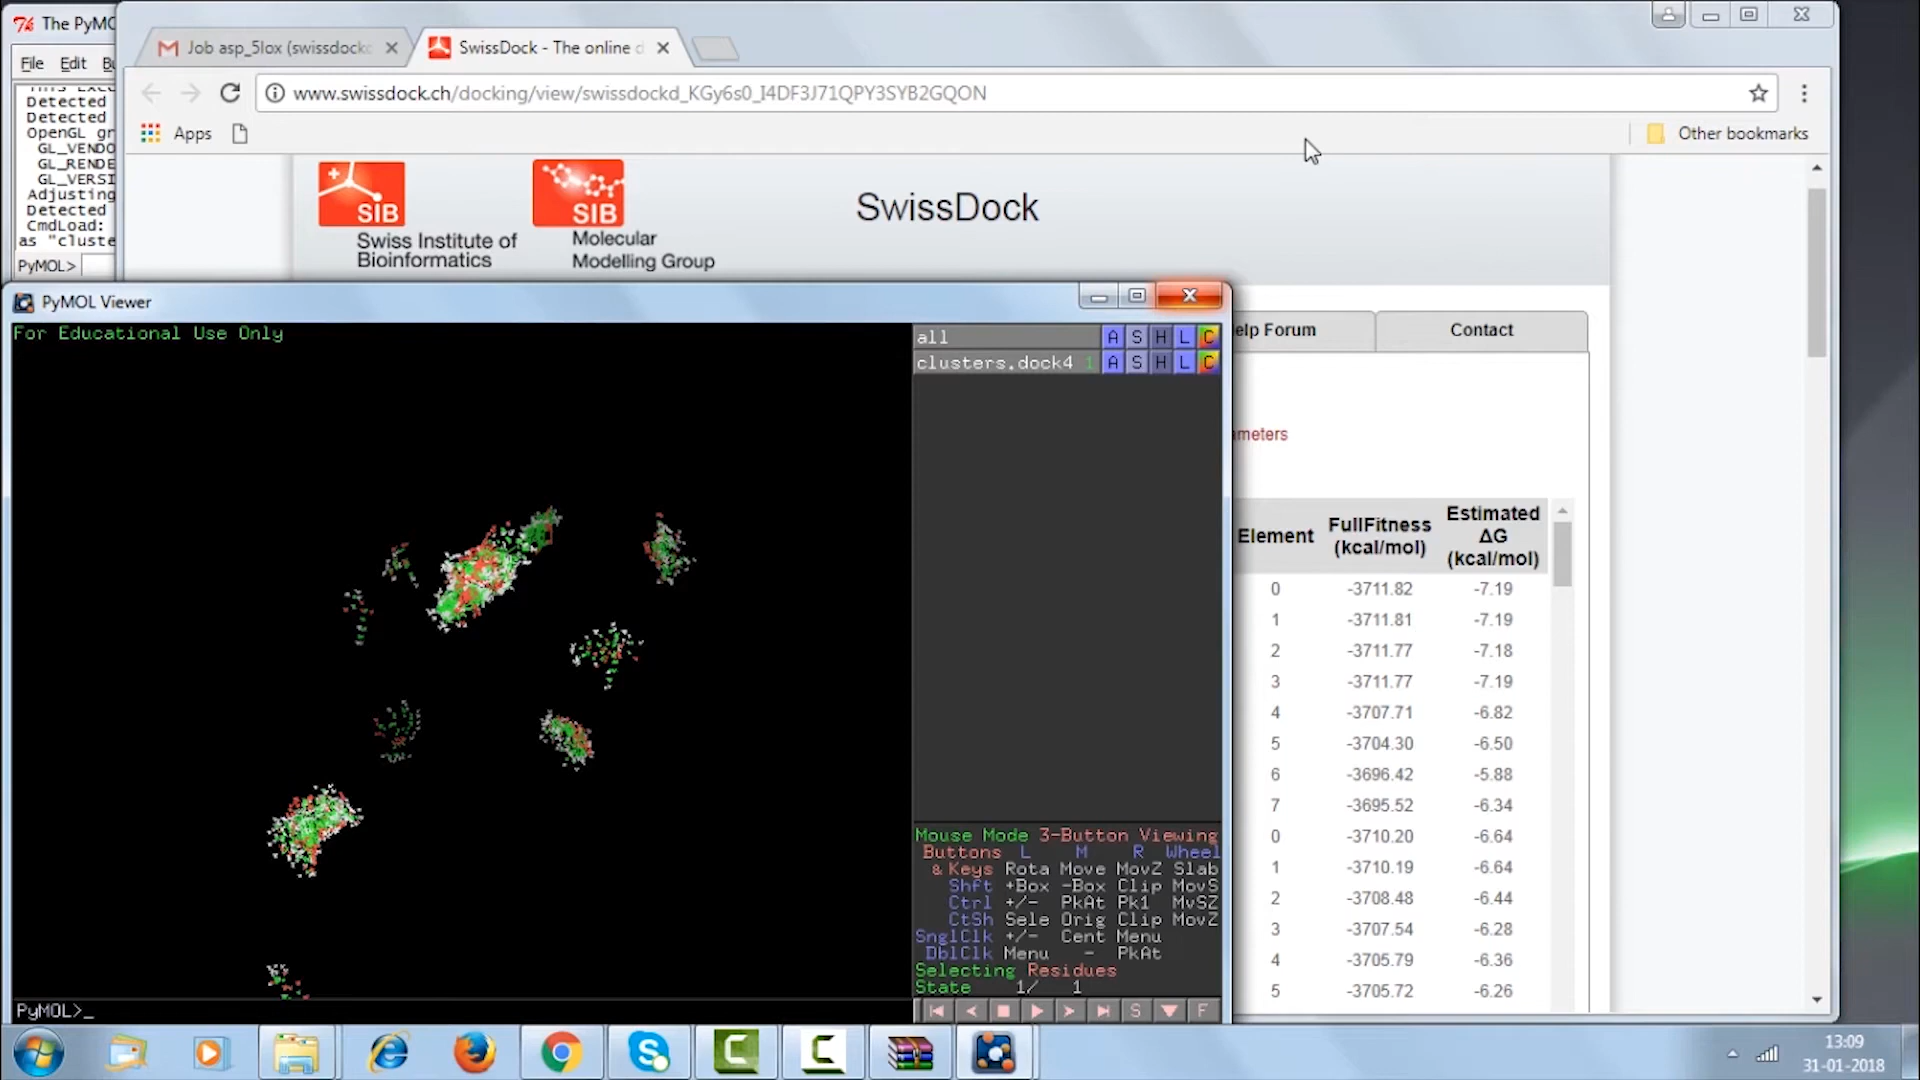 The PyMO
File Edit Bu
Detected
Detected
OpenGL gr
GL_VENDO
GL_RENDE
GL_VERSI
Adjusting
Detected
CmdLoad:
as "cluste
PyMOL>
Job asp_5lox (swissdock
SwissDock - The online d
www.swissdock.ch/docking/view/swissdockd_KGy6s0_I4DF3J71QPY3SYB2GQON
Apps
Other bookmarks
SIB
Swiss Institute of
Bioinformatics
SIB
Molecular
Modelling Group
SwissDock
elp Forum
Contact
ameters
Element FullFitness (kcal/mol) Estimated ΔG (kcal/mol)
0 -3711.82 -7.19
1 -3711.81 -7.19
2 -3711.77 -7.18
3 -3711.77 -7.19
4 -3707.71 -6.82
5 -3704.30 -6.50
6 -3696.42 -5.88
7 -3695.52 -6.34
0 -3710.20 -6.64
1 -3710.19 -6.64
2 -3708.48 -6.44
3 -3707.54 -6.28
4 -3705.79 -6.36
5 -3705.72 -6.26
PyMOL Viewer
For Educational Use Only
all A S H L C
clusters.dock4 1 A S H L C
Mouse Mode 3-Button Viewing
Buttons L M R Wheel
& Keys Rota Move MovZ Slab
Shft +Box -Box Clip MovS
Ctrl +/- PkAt Pk1 MvSZ
CtSh Sele Orig Clip MovZ
SnglClk +/- Cent Menu
DblClk Menu - PkAt
Selecting Residues
State 1/ 1
S F
PyMOL>_
13:09
31-01-2018